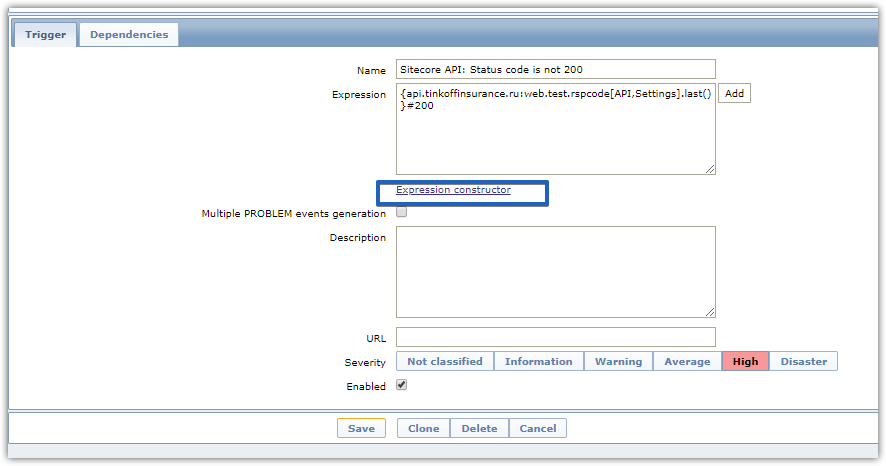 Trigger Dependencies
Name Sitecore API: Status code is not 200
Expression {api.tinkoffinsurance.ru:web.test.rspcode[API,Settings].last() Add
}#200
Expression constructor
Multiple PROBLEM events generation
Description
URL
Severity Not classified Information Warning Average High Disaster
Enabled
Save Clone Delete Cancel